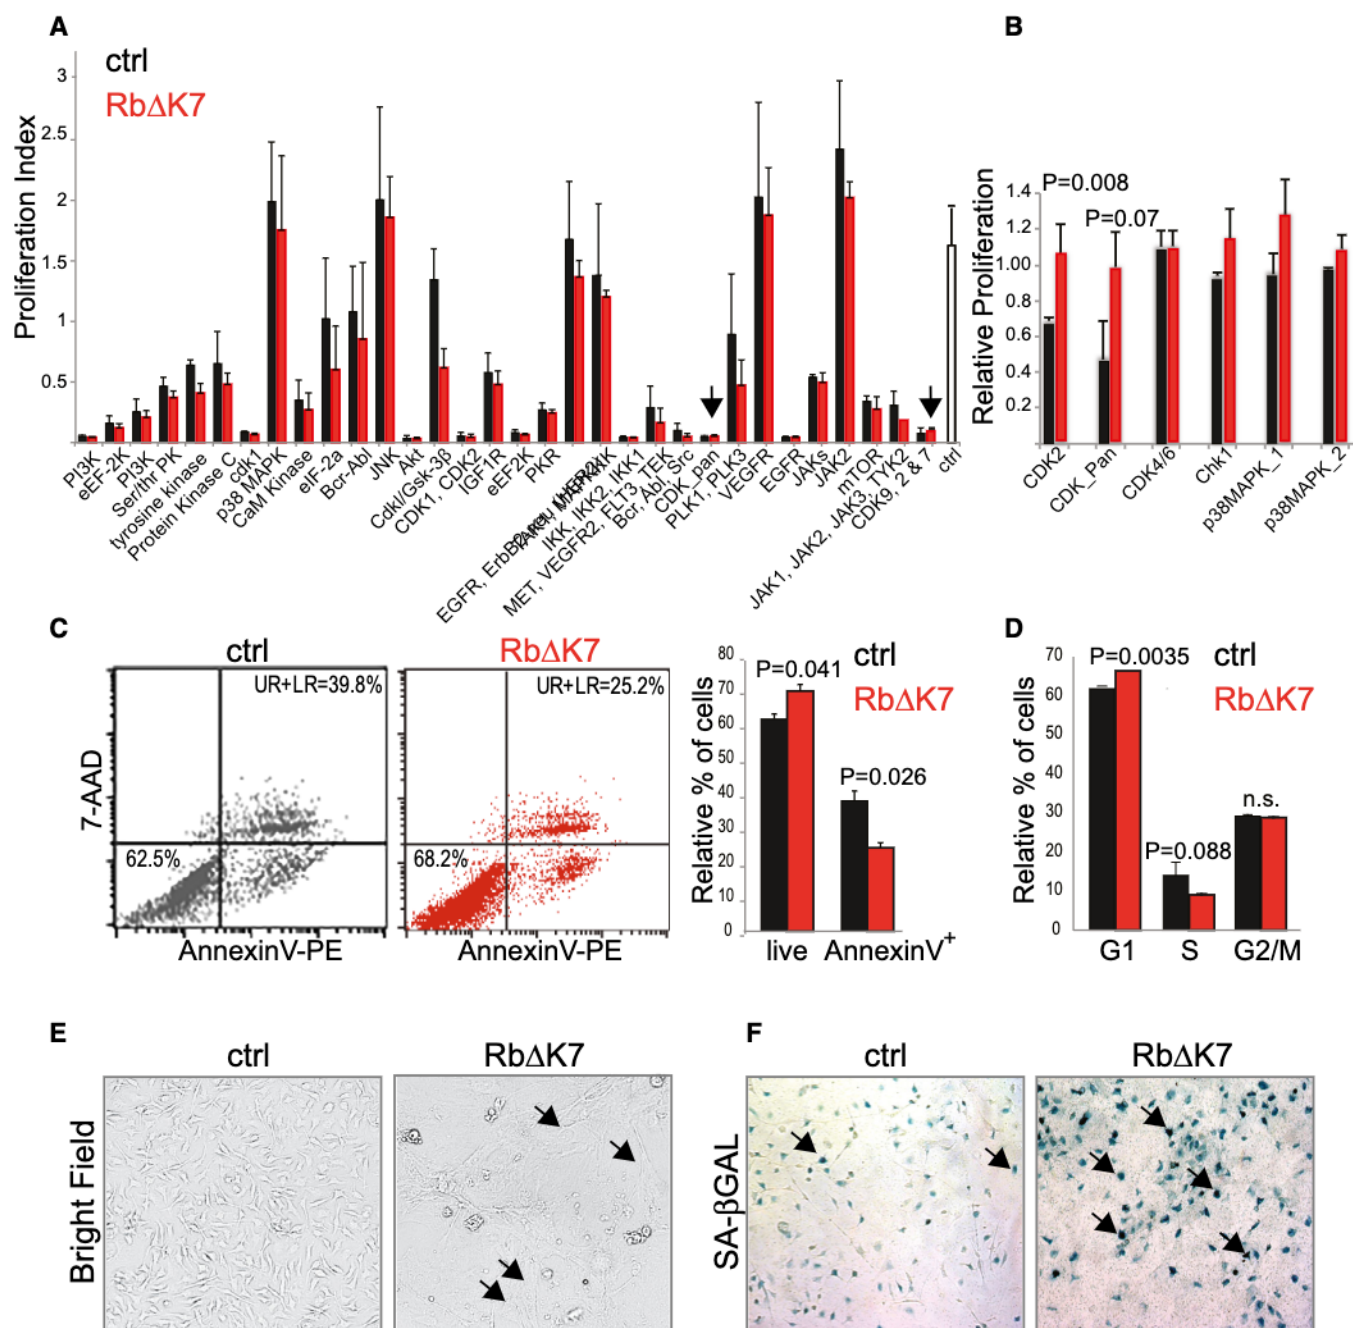 A
ctrl
RbΔK7
Proliferation Index
3
2.5
2
1.5
1
0.5
PI3K
eEF-2K
PI3K
Ser/thr PK
tyrosine kinase
Protein Kinase C
cdk1
p38 MAPK
CaM Kinase
eIF-2a
Bcr-Abl
JNK
Akt
CdkI/Gsk-3β
CDK1, CDK2
IGF1R
eEF2K
PKR
EGFR, ErbB2
IKK, IKK2, IKK1
MET, VEGFR2, FLT3, TEK
Bcr, Abl, Src
CDK_pan
PLK1, PLK3
VEGFR
EGFR
JAKs
JAK2
mTOR
JAK1, JAK2, JAK3, TYK2
CDK9, 2 & 7
ctrl
B
Relative Proliferation
P=0.008
P=0.07
1.4
1.2
1.00
0.8
0.6
0.4
0.2
CDK2
CDK_Pan
CDK4/6
Chk1
p38MAPK_1
p38MAPK_2
C
ctrl
RbΔK7
UR+LR=39.8%
UR+LR=25.2%
62.5%
68.2%
7-AAD
AnnexinV-PE
AnnexinV-PE
Relative % of cells
80
70
60
50
40
30
20
10
0
P=0.041
ctrl
RbΔK7
P=0.026
live
AnnexinV+
D
Relative % of cells
70
60
50
40
30
20
10
0
P=0.0035
ctrl
RbΔK7
P=0.088
n.s.
G1
S
G2/M
E
ctrl
RbΔK7
Bright Field
F
ctrl
RbΔK7
SA-βGAL